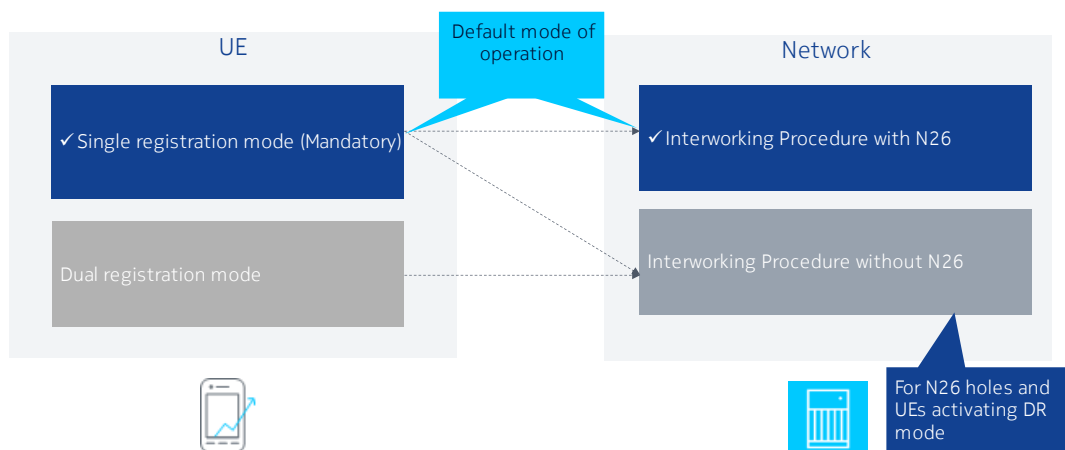 UE
Default mode of
operation
Network
✓ Single registration mode (Mandatory)
✓ Interworking Procedure with N26
Dual registration mode
Interworking Procedure without N26
For N26 holes and
UEs activating DR
mode